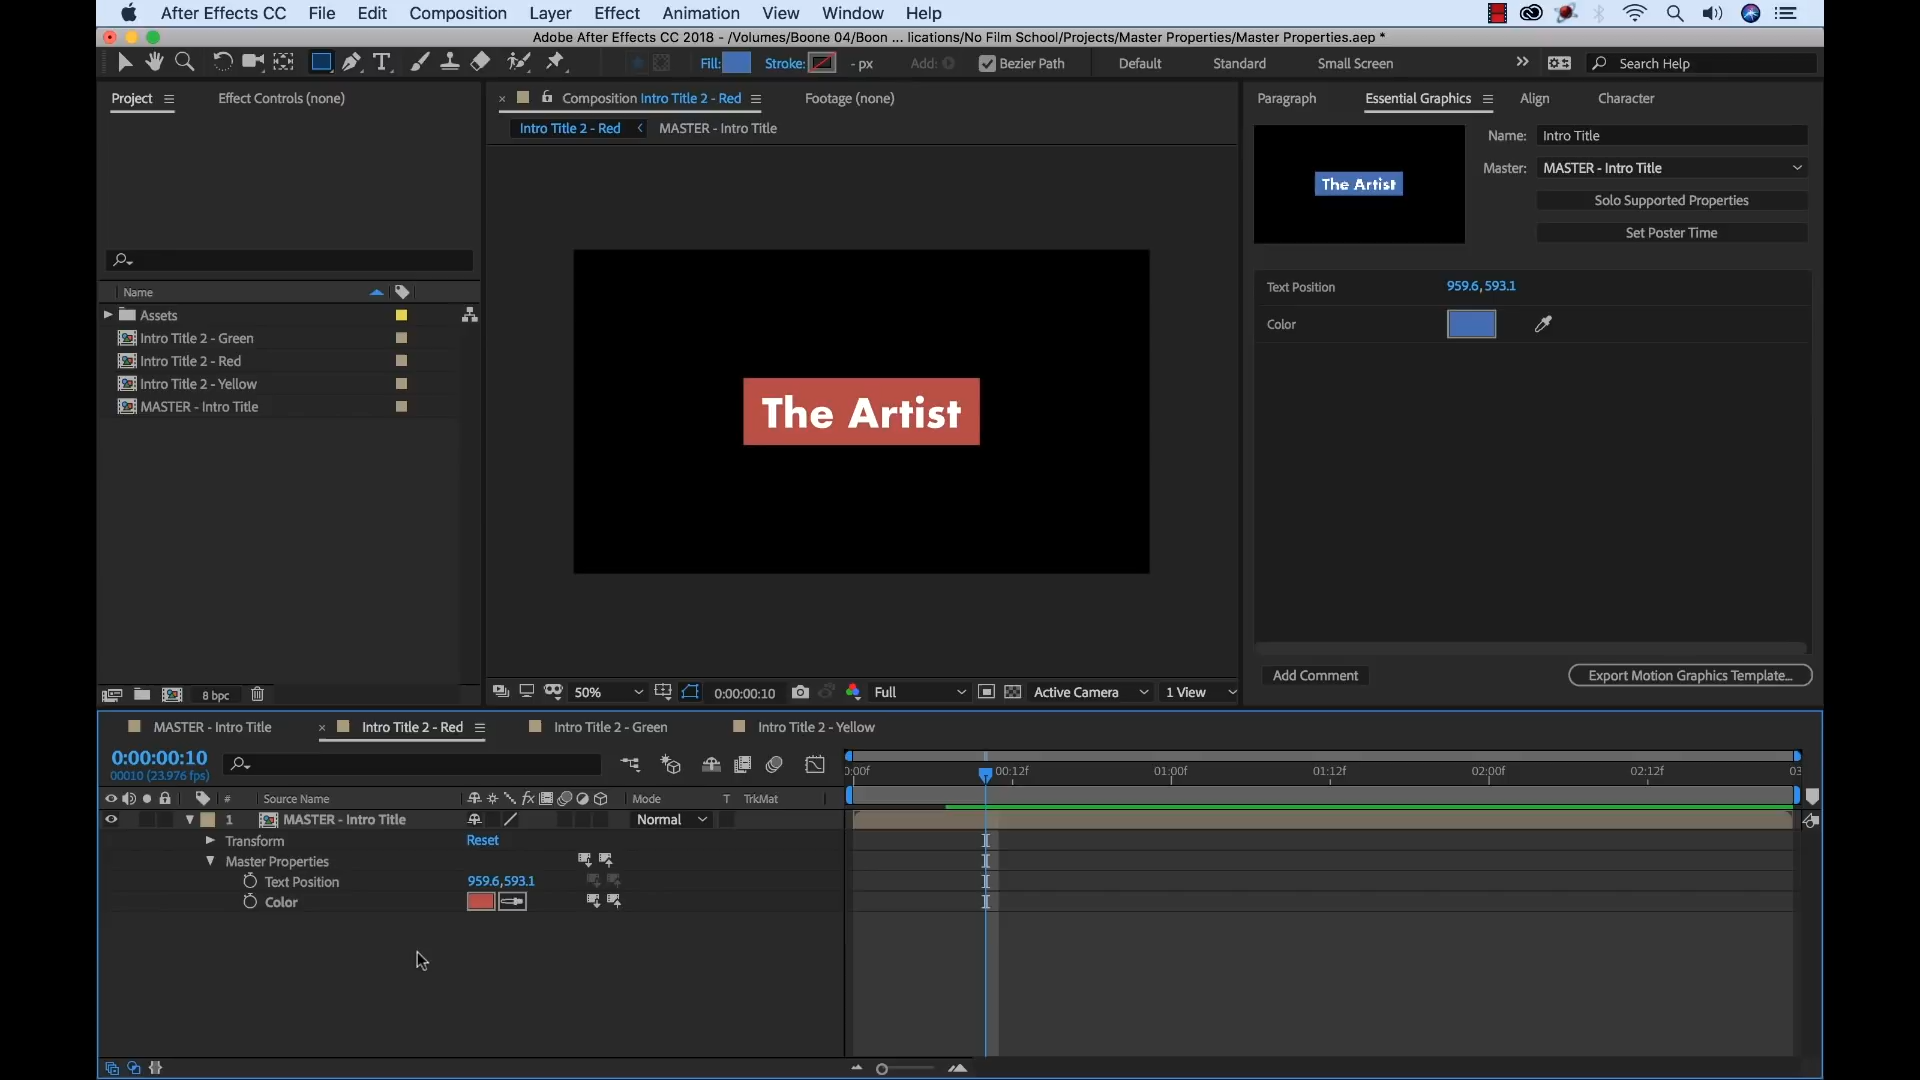 After Effects CC File Edit Composition Layer Effect Animation View Window Help
Adobe After Effects CC 2018 - /Volumes/Boone 04/Boon ... lications/No Film School/Projects/Master Properties/Master Properties.aep *
Fill: Stroke: - px Add: Bezier Path Default Standard Small Screen Search Help
Project Effect Controls (none)
Composition Intro Title 2 - Red Footage (none)
Intro Title 2 - Red MASTER - Intro Title
Paragraph Essential Graphics Align Character
Name: Intro Title
Master: MASTER - Intro Title
Solo Supported Properties
Set Poster Time
The Artist
Text Position 959.6,593.1
Color
Add Comment Export Motion Graphics Template...
Name
Assets
Intro Title 2 - Green
Intro Title 2 - Red
Intro Title 2 - Yellow
MASTER - Intro Title
The Artist
8 bpc
50% 0:00:00:10 Full Active Camera 1 View
MASTER - Intro Title Intro Title 2 - Red Intro Title 2 - Green Intro Title 2 - Yellow
0:00:00:10
00010 (23.976 fps)
0:00f 00:12f 01:00f 01:12f 02:00f 02:12f 03
# Source Name fx Mode T TrkMat
1 MASTER - Intro Title Normal
Transform Reset
Master Properties
Text Position 959.6,593.1
Color